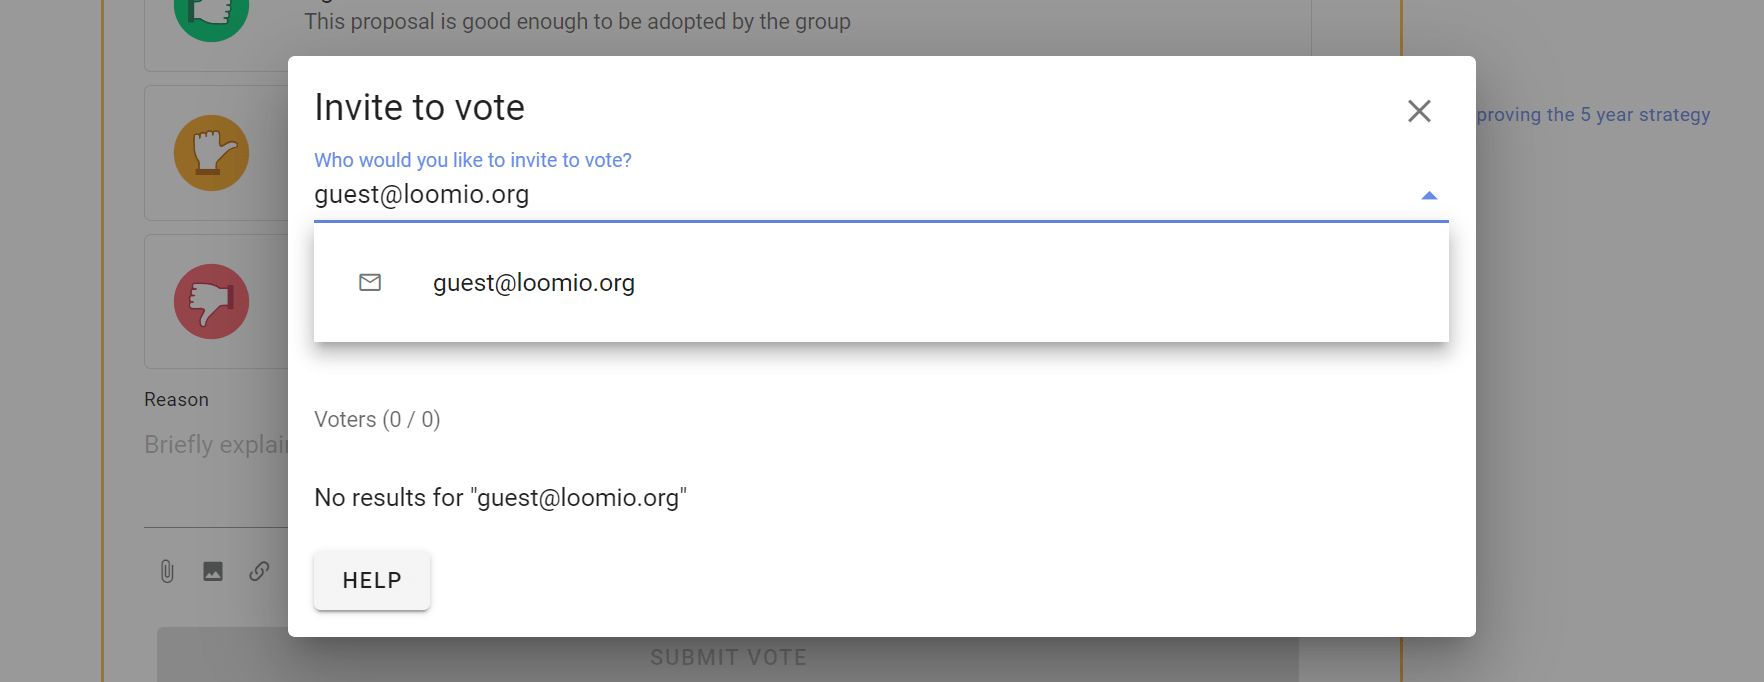 This proposal is good enough to be adopted by the group
Invite to vote
proving the 5 year strategy
Who would you like to invite to vote?
guest@loomio.org
guest@loomio.org
Reason
Voters (0 / 0)
Briefly explai
No results for "guest@loomio.org"
HELP
SUBMIT VOTE